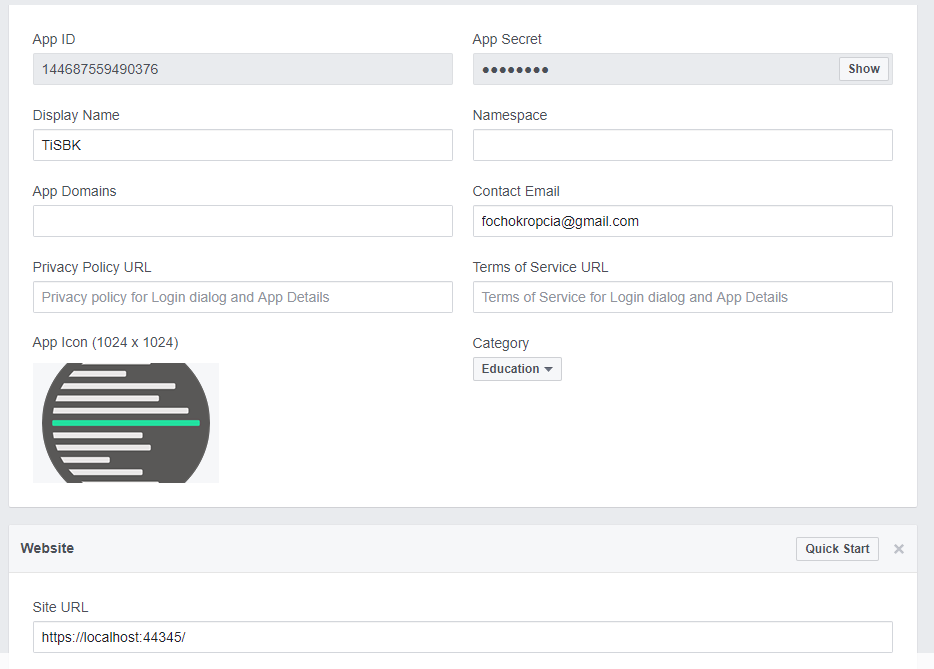 App ID
App Secret
144687559490376
●●●●●●●●
Show
Display Name
Namespace
TiSBK
App Domains
Contact Email
fochokropcia@gmail.com
Privacy Policy URL
Terms of Service URL
Privacy policy for Login dialog and App Details
Terms of Service for Login dialog and App Details
App Icon (1024 x 1024)
Category
Education
Website
Quick Start
Site URL
https://localhost:44345/